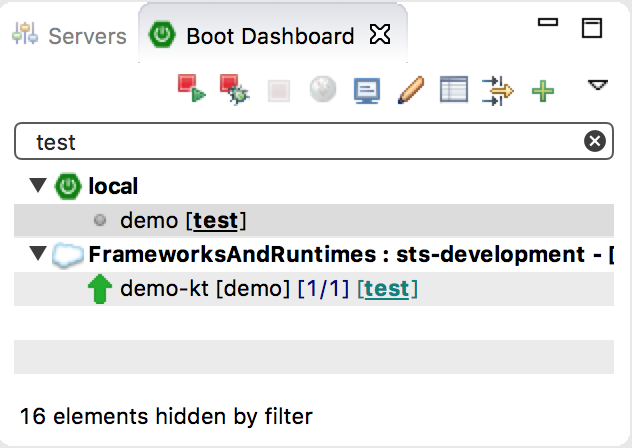 Servers Boot Dashboard
test
local
demo [test]
FrameworksAndRuntimes : sts-development - [
demo-kt [demo] [1/1] [test]
16 elements hidden by filter